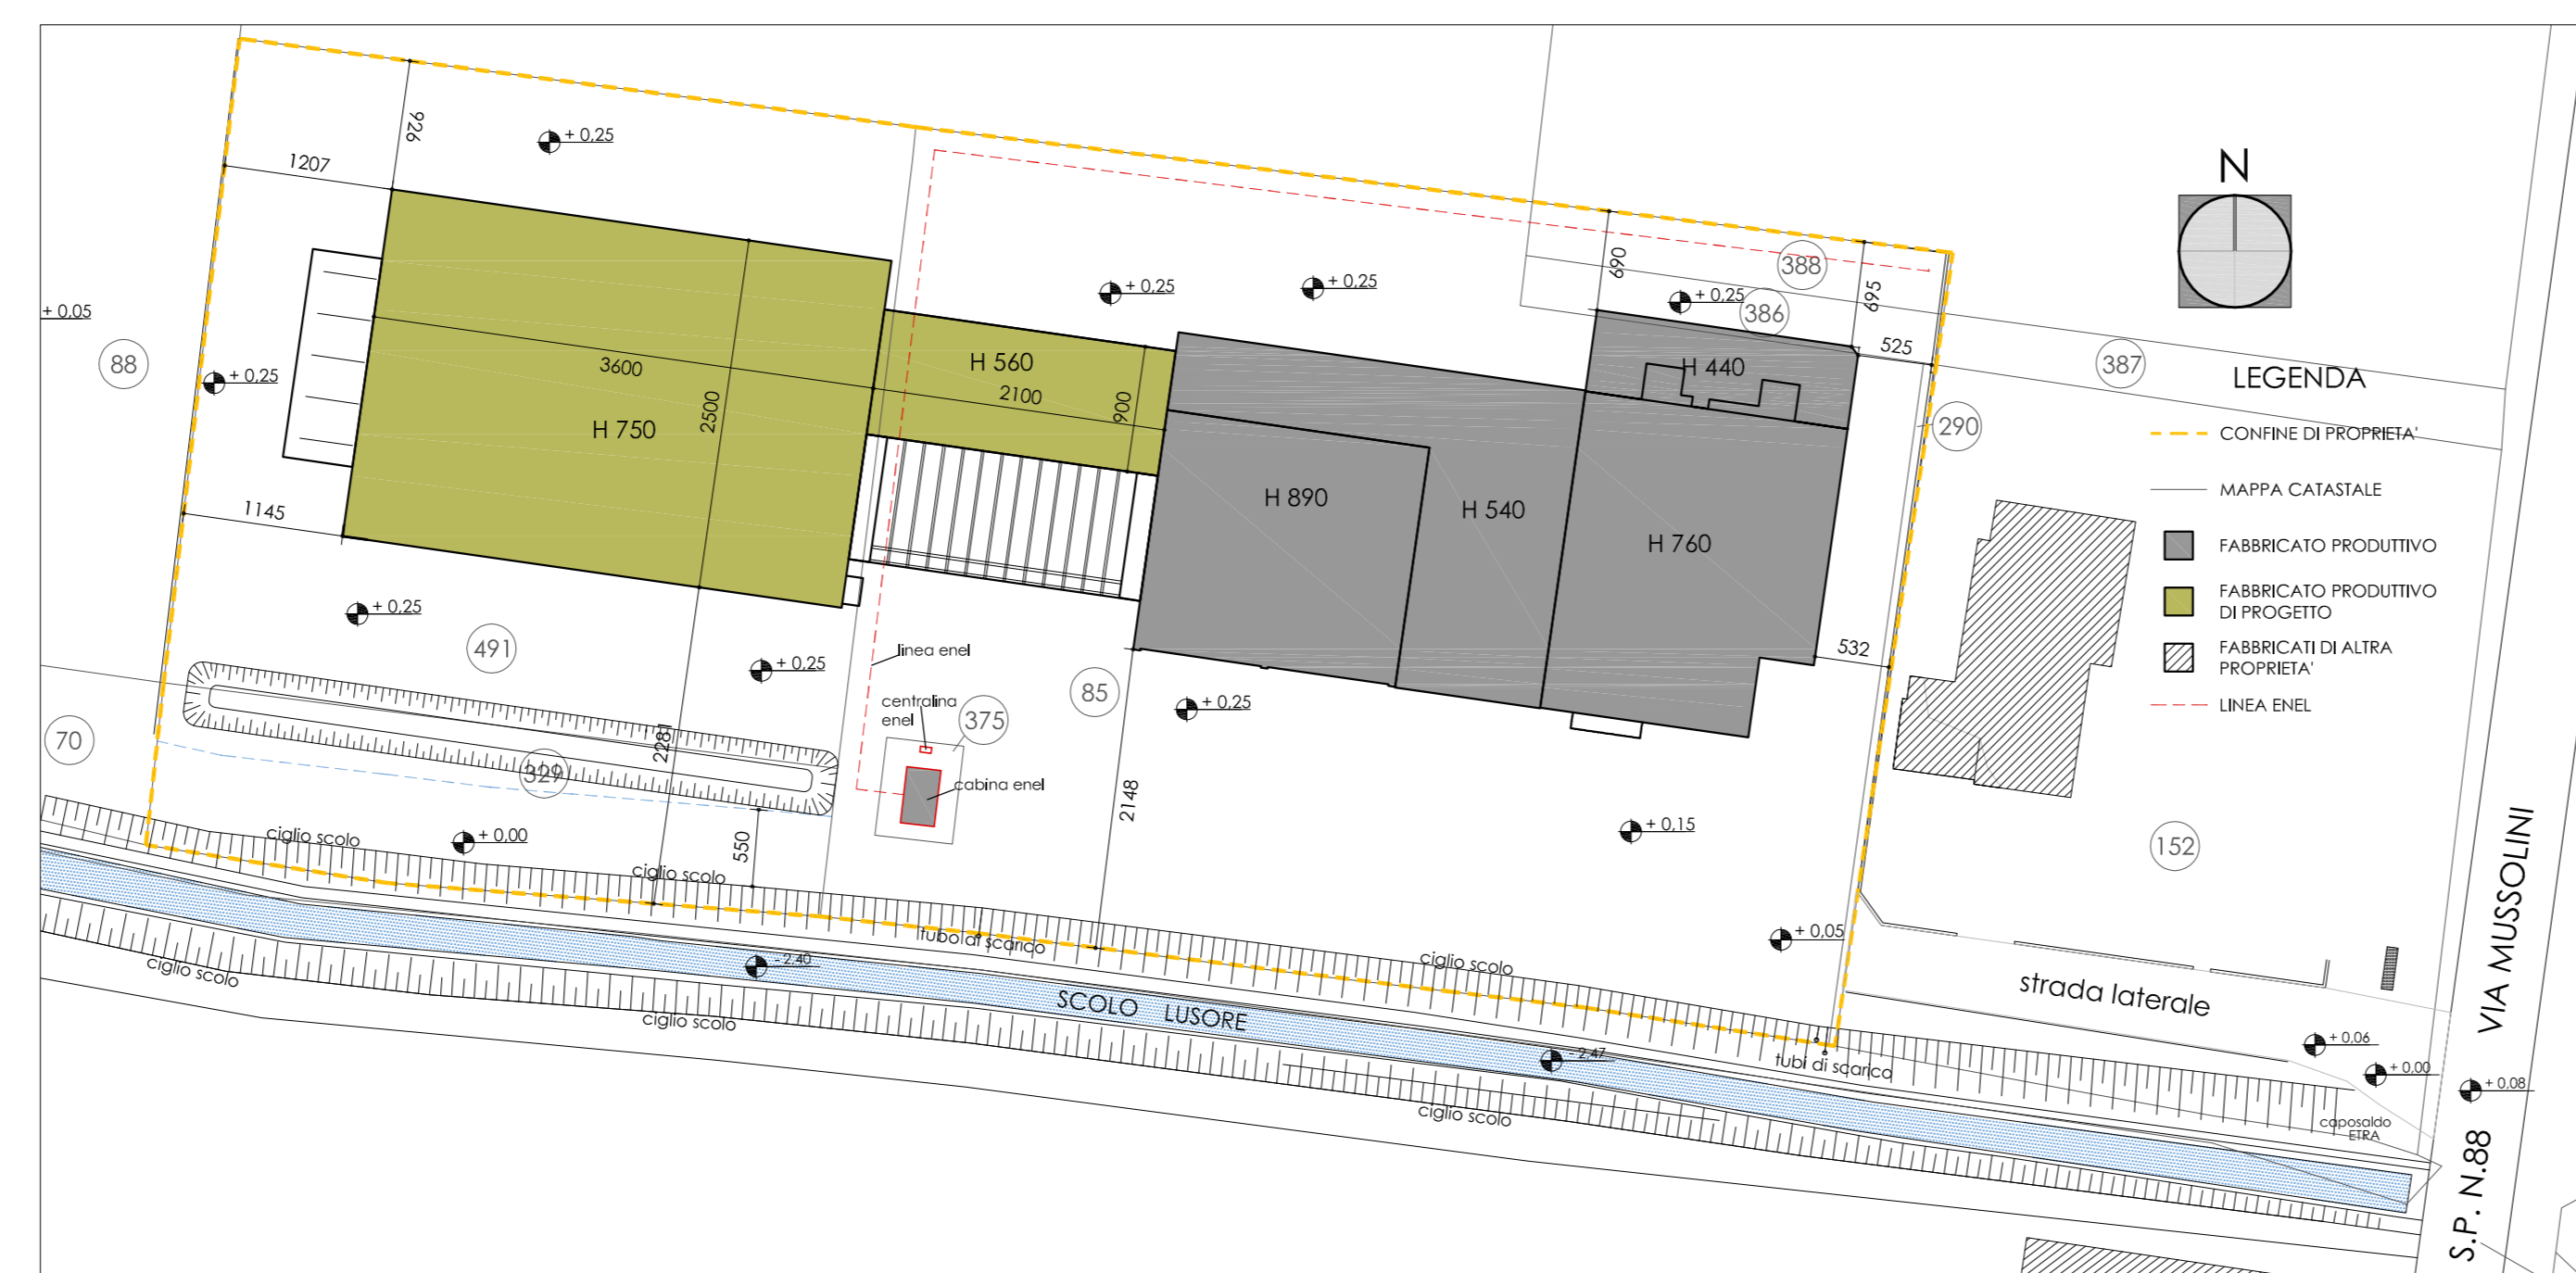 926
+ 0,25
1207
N
690
388
695
+ 0,25
386
+ 0,25
+ 0,25
+ 0,05
88
+ 0,25
3600
H 560
2100
900
2500
H 750
H 440
525
387
LEGENDA
290
CONFINE DI PROPRIETA'
MAPPA CATASTALE
FABBRICATO PRODUTTIVO
FABBRICATO PRODUTTIVO
DI PROGETTO
FABBRICATI DI ALTRA
PROPRIETA'
LINEA ENEL
H 890
H 540
H 760
1145
+ 0,25
491
+ 0,25
linea enel
85
532
centralina
enel
375
+ 0,25
70
2281
329
cabina enel
2148
+ 0,15
152
ciglio scolo
+ 0,00
550
ciglio scolo
tubo di scarico
ciglio scolo
+ 0,05
- 2,40
ciglio scolo
ciglio scolo
SCOLO LUSORE
- 2,47
ciglio scolo
tubi di scarico
strada laterale
+ 0,06
+ 0,00
+ 0,08
caposaldo
ETRA
VIA MUSSOLINI
S.P. N.88